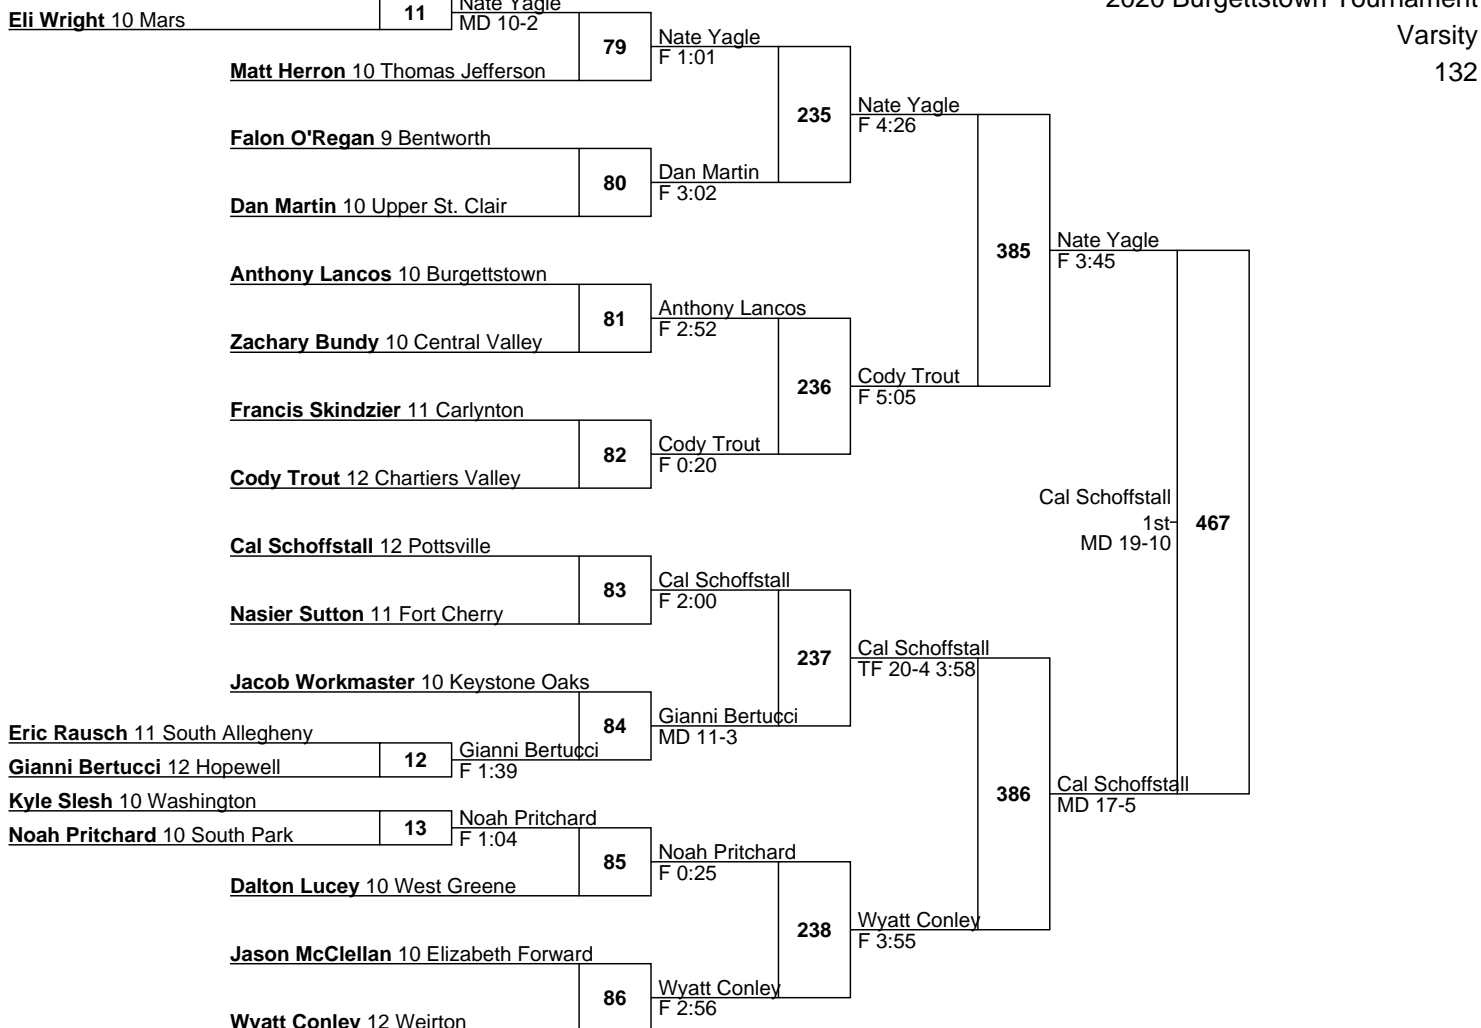 2020 Burgettstown Tournament
Varsity
132
Eli Wright 10 Mars
11
Nate Yagle
MD 10-2
79
Nate Yagle
F 1:01
Matt Herron 10 Thomas Jefferson
235
Nate Yagle
F 4:26
Falon O'Regan 9 Bentworth
80
Dan Martin
F 3:02
Dan Martin 10 Upper St. Clair
385
Nate Yagle
F 3:45
Anthony Lancos 10 Burgettstown
81
Anthony Lancos
F 2:52
Zachary Bundy 10 Central Valley
236
Cody Trout
F 5:05
Francis Skindzier 11 Carlynton
82
Cody Trout
F 0:20
Cody Trout 12 Chartiers Valley
Cal Schoffstall
1st
MD 19-10
467
Cal Schoffstall 12 Pottsville
83
Cal Schoffstall
F 2:00
Nasier Sutton 11 Fort Cherry
237
Cal Schoffstall
TF 20-4 3:58
Jacob Workmaster 10 Keystone Oaks
84
Gianni Bertucci
MD 11-3
Eric Rausch 11 South Allegheny
12
Gianni Bertucci
F 1:39
Gianni Bertucci 12 Hopewell
386
Cal Schoffstall
MD 17-5
Kyle Slesh 10 Washington
13
Noah Pritchard
F 1:04
Noah Pritchard 10 South Park
85
Noah Pritchard
F 0:25
Dalton Lucey 10 West Greene
238
Wyatt Conley
F 3:55
Jason McClellan 10 Elizabeth Forward
86
Wyatt Conley
F 2:56
Wyatt Conley 12 Weirton